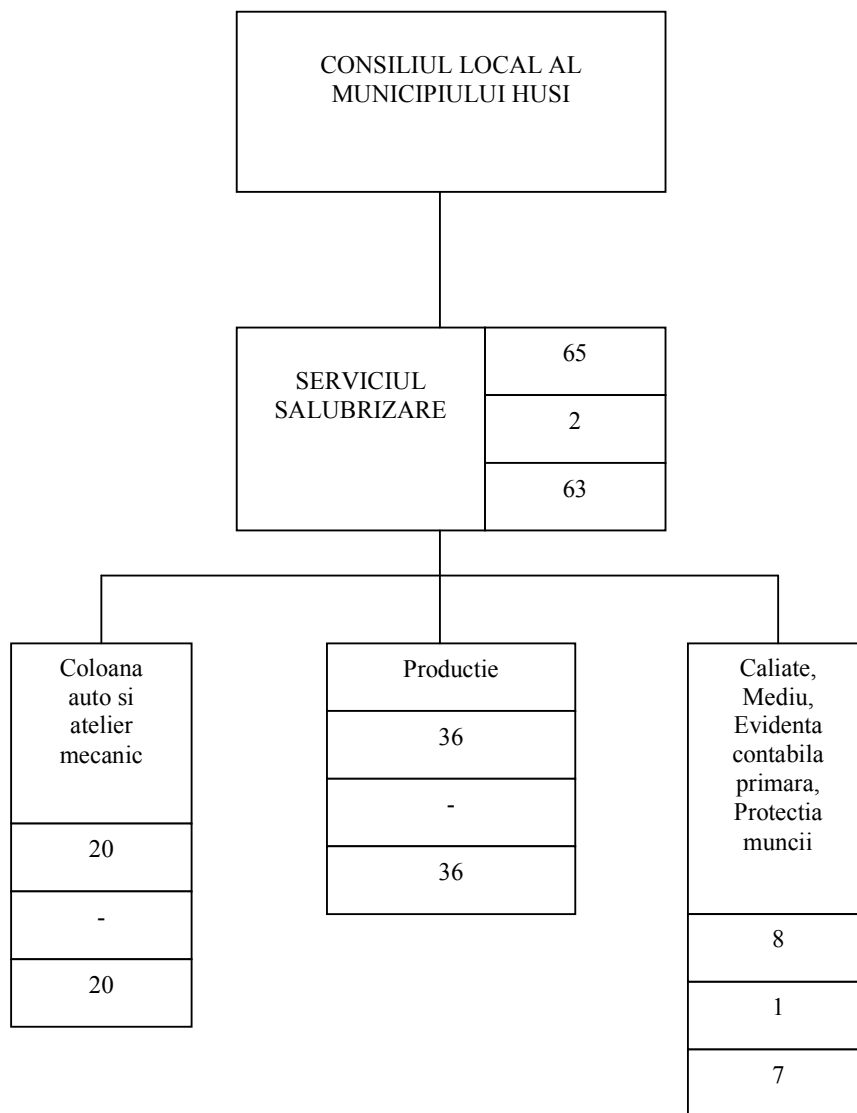 CONSILIUL LOCAL AL
MUNICIPIULUI HUSI
SERVICIUL
SALUBRIZARE
65
2
63
Coloana
auto si
atelier
mecanic
20
-
20
Productie
36
-
36
Caliate,
Mediu,
Evidenta
contabila
primara,
Protectia
muncii
8
1
7